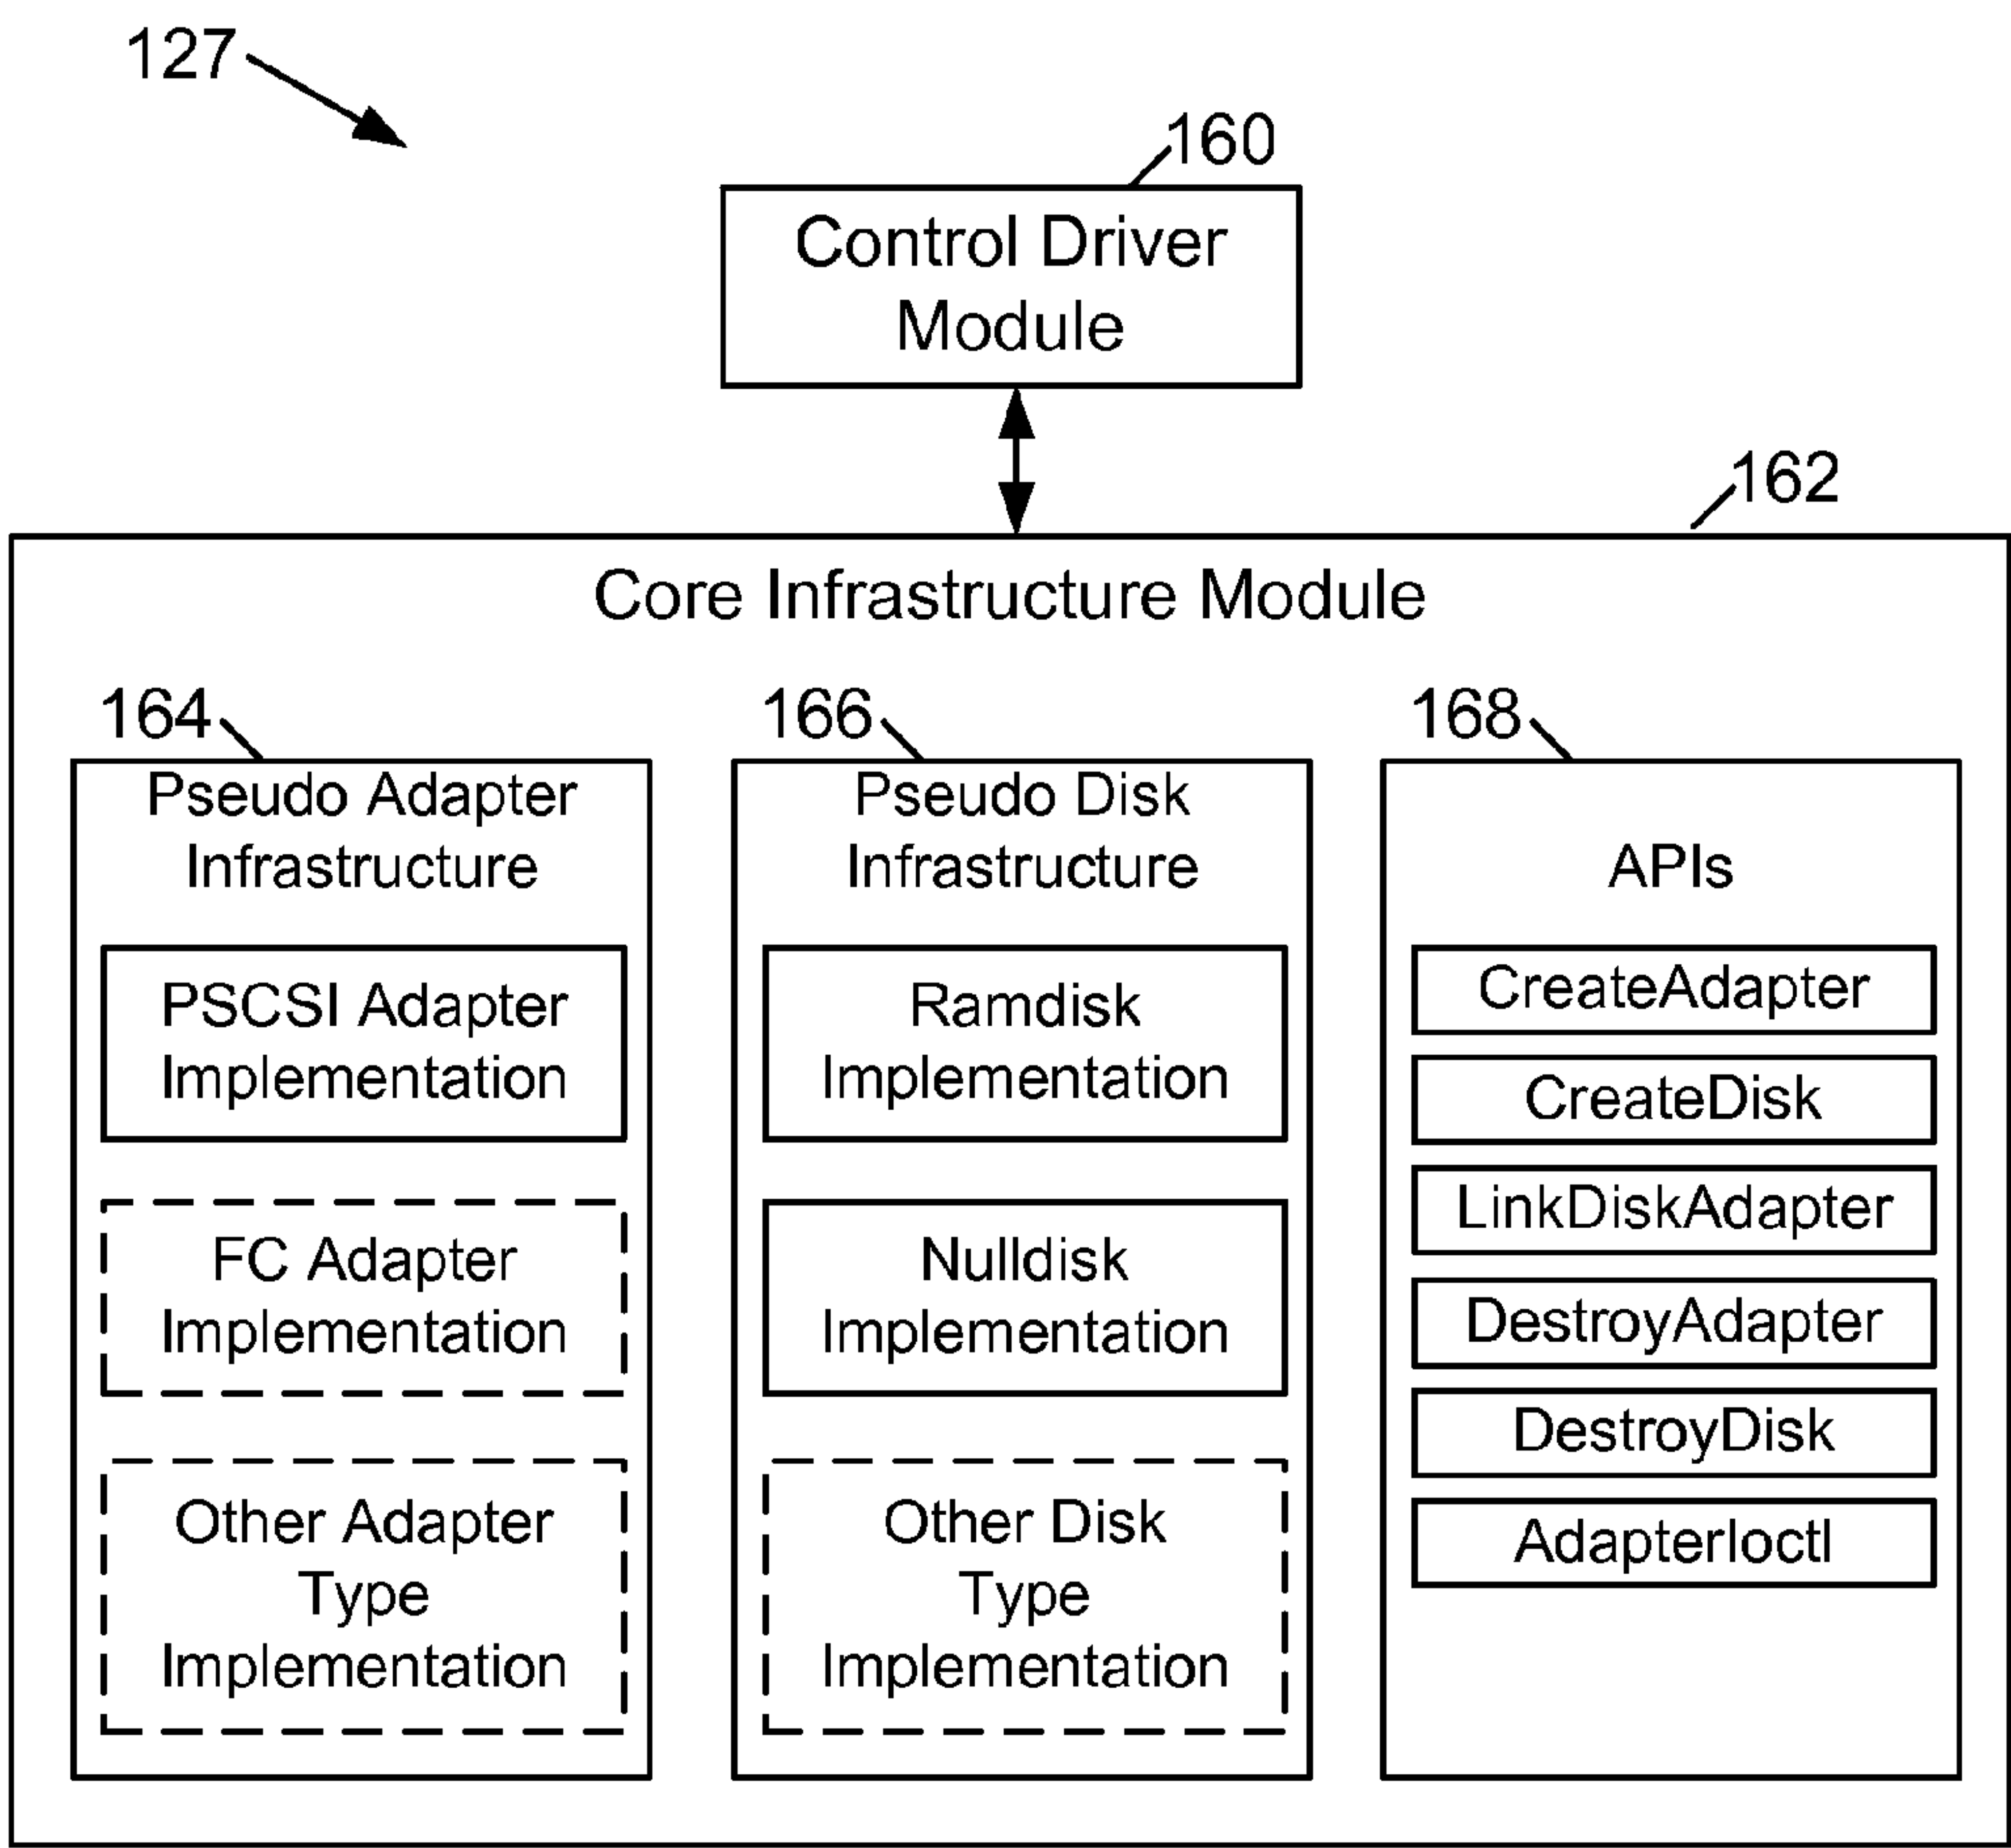 127
160
Control Driver
Module
162
Core Infrastructure Module
164
Pseudo Adapter
Infrastructure
PSCSI Adapter
Implementation
FC Adapter
Implementation
Other Adapter
Type
Implementation
166
Pseudo Disk
Infrastructure
Ramdisk
Implementation
Nulldisk
Implementation
Other Disk
Type
Implementation
168
APIs
CreateAdapter
CreateDisk
LinkDiskAdapter
DestroyAdapter
DestroyDisk
AdapterIoctl